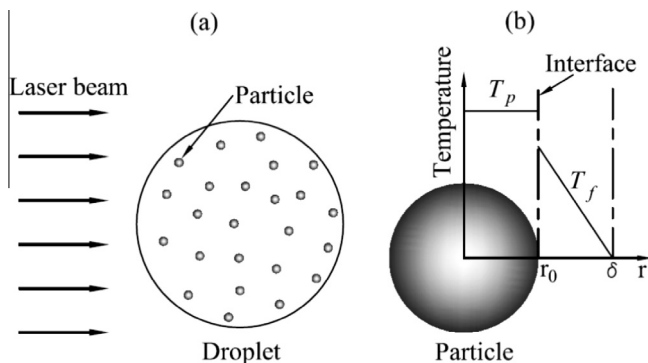 (a)
Laser beam
Particle
Droplet
(b)
Interface
Temperature
T_p
T_f
r_0
δ
r
Particle